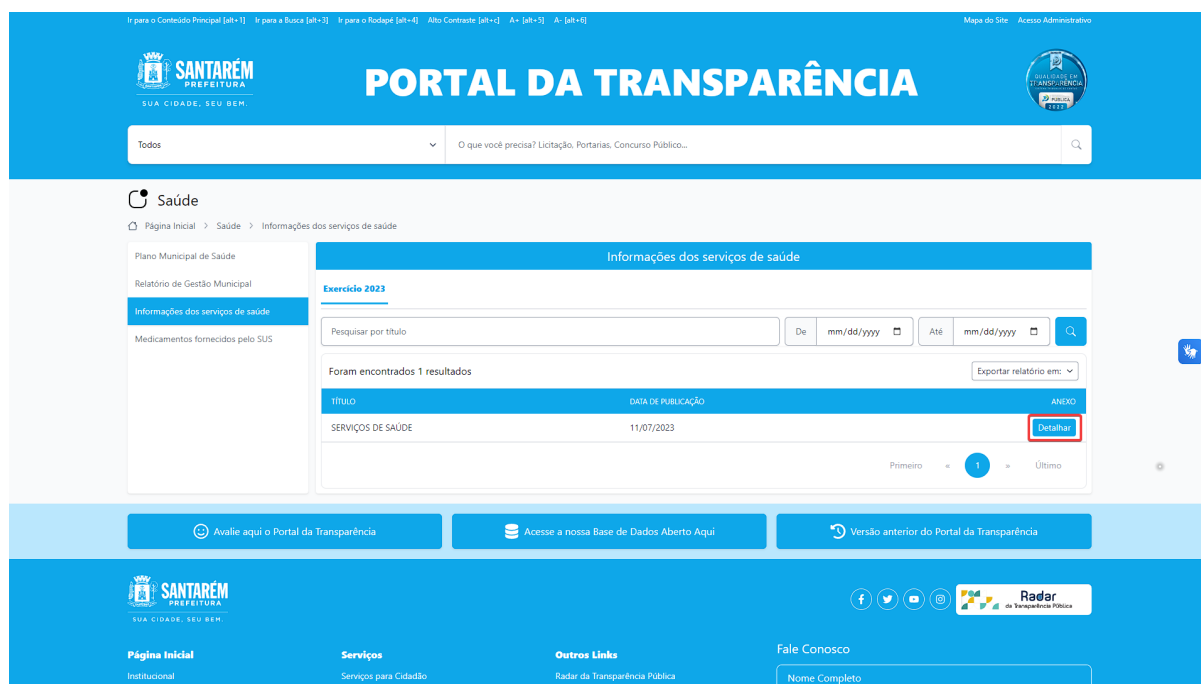 Ir para o Conteúdo Principal [alt+1] Ir para a Busca [alt+3] Ir para o Rodapé [alt+4] Alto Contraste [alt+c] A+ [alt+5] A- [alt+6] Mapa do Site Acesso Administrativo
SANTARÉM
PREFEITURA
SUA CIDADE, SEU BEM.
PORTAL DA TRANSPARÊNCIA
QUALIDADE EM
TRANSPARÊNCIA
PÚBLICA
2022
Todos O que você precisa? Licitação, Portarias, Concurso Público...
Saúde
Página Inicial > Saúde > Informações dos serviços de saúde
Plano Municipal de Saúde
Relatório de Gestão Municipal
Informações dos serviços de saúde
Medicamentos fornecidos pelo SUS
Informações dos serviços de saúde
Exercício 2023
Pesquisar por título De mm/dd/yyyy Até mm/dd/yyyy
Foram encontrados 1 resultados Exportar relatório em:
TÍTULO DATA DE PUBLICAÇÃO ANEXO
SERVIÇOS DE SAÚDE 11/07/2023 Detalhar
Primeiro « 1 » Último
Avalie aqui o Portal da Transparência Acesse a nossa Base de Dados Aberto Aqui Versão anterior do Portal da Transparência
SANTARÉM
PREFEITURA
SUA CIDADE, SEU BEM.
Radar
da Transparência Pública
Página Inicial Serviços Outros Links Fale Conosco
Institucional Serviços para Cidadão Radar da Transparência Pública Nome Completo